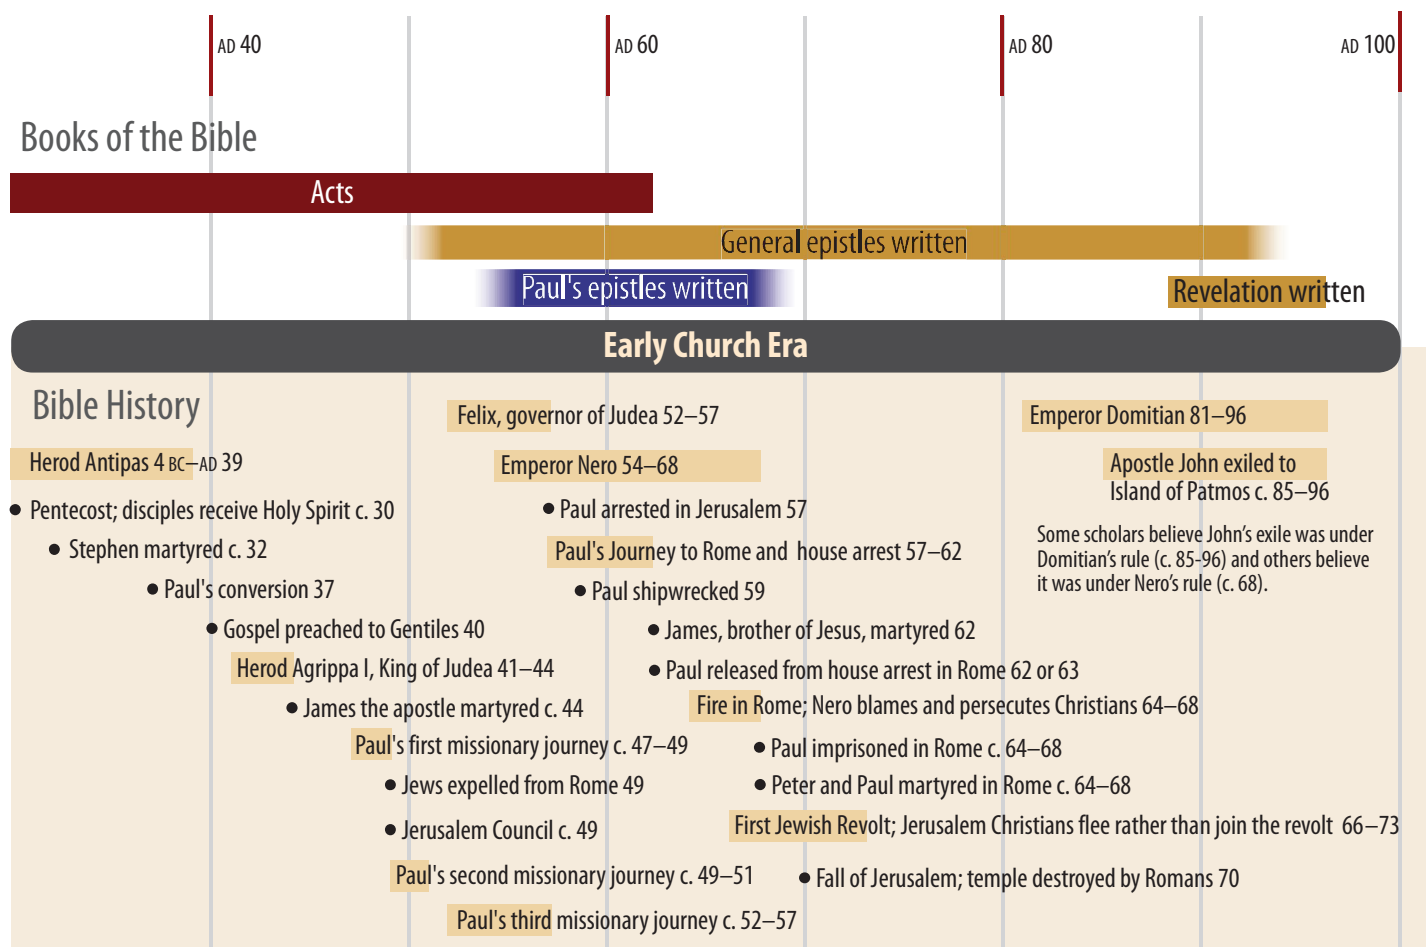 AD 40
AD 60
AD 80
AD 100
Books of the Bible
Acts
General epistles written
Paul's epistles written
Revelation written
Early Church Era
Bible History
Felix, governor of Judea 52–57
Emperor Domitian 81–96
Herod Antipas 4 BC–AD 39
Emperor Nero 54–68
Apostle John exiled to
Island of Patmos c. 85–96
• Pentecost; disciples receive Holy Spirit c. 30
• Paul arrested in Jerusalem 57
Some scholars believe John’s exile was under
Domitian’s rule (c. 85-96) and others believe
it was under Nero’s rule (c. 68).
• Stephen martyred c. 32
Paul's Journey to Rome and house arrest 57–62
• Paul's conversion 37
• Paul shipwrecked 59
• Gospel preached to Gentiles 40
• James, brother of Jesus, martyred 62
Herod Agrippa I, King of Judea 41–44
• Paul released from house arrest in Rome 62 or 63
• James the apostle martyred c. 44
Fire in Rome; Nero blames and persecutes Christians 64–68
Paul's first missionary journey c. 47–49
• Paul imprisoned in Rome c. 64–68
• Jews expelled from Rome 49
• Peter and Paul martyred in Rome c. 64–68
• Jerusalem Council c. 49
First Jewish Revolt; Jerusalem Christians flee rather than join the revolt 66–73
Paul's second missionary journey c. 49–51
• Fall of Jerusalem; temple destroyed by Romans 70
Paul's third missionary journey c. 52–57